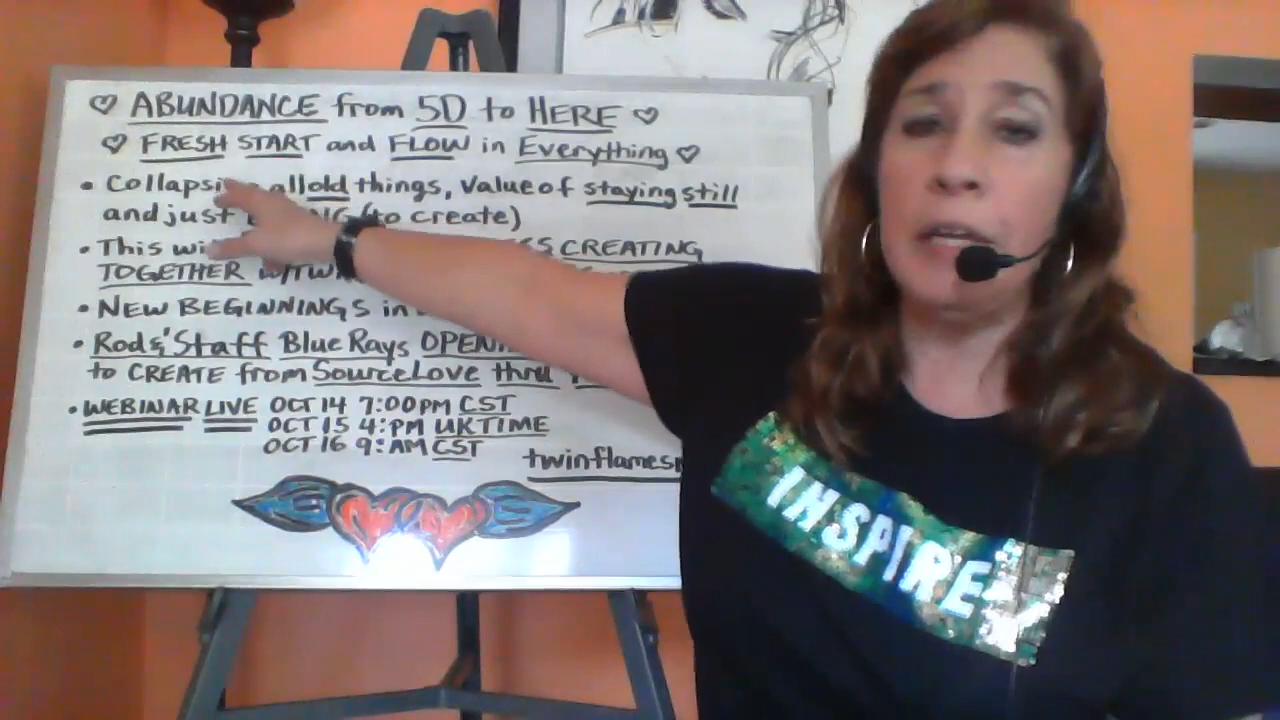 ♡ ABUNDANCE from 5D to HERE ♡
♡ FRESH START and FLOW in Everything ♡
• Collapsi all old things, Value of staying still
and just (to create)
• This CREATING
TOGETHER w/
• NEW BEGINNINGS in
• Rod &'Staff Blue Rays
to CREATE from Source Love thru
• WEBINAR LIVE OCT 14 7:00PM CST
OCT 15 4:PM UK TIME
OCT 16 9:AM CST
INSPIRE